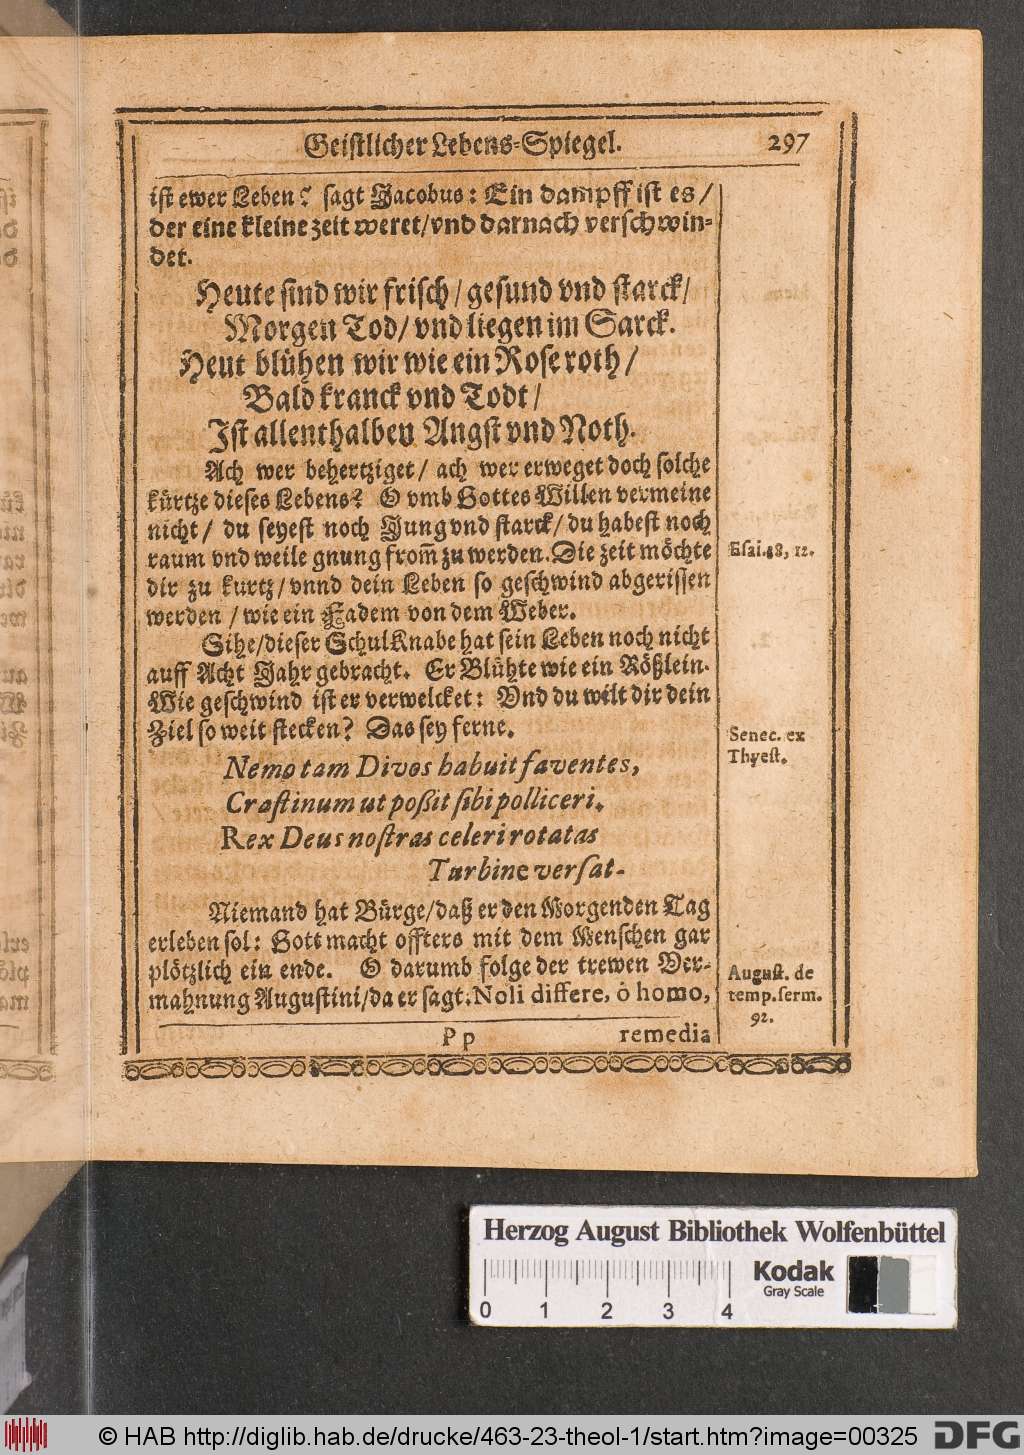 Geistlicher Lebens-Spiegel. 297
ist ewer Leben? sagt Jacobus: Ein dampff ist es/
der eine kleine zeit weret/vnd darnach verschwin-
det.
Heute sind wir frisch/gesund vnd starck/
Morgen Tod/vnd liegen im Sarck.
Heut blühen wir wie ein Rose roth/
Bald kranck vnd Todt/
Ist allenthalben Angst vnd Noth.
Ach wer behertziget/ ach wer erweget doch solche
kürtze dieses Lebens? O vmb Gottes Willen vermeine
nicht/ du seyest noch Jung vnd starck/du habest noch
raum vnd weile gnung from̃ zu werden. Die zeit möchte
dir zu kurtz/vnnd dein Leben so geschwind abgerissen
werden/wie ein Fadem von dem Weber.
Esai.38, 12.
Sihe/dieser SchulKnabe hat sein Leben noch nicht
auff Acht Jahr gebracht. Er Blühte wie ein Rößlein.
Wie geschwind ist er verwelcket: Vnd du wilt dir dein
Ziel so weit stecken? Das sey ferne.
Senec. ex
Thyest.
Nemo tam Divos habuit faventes,
Crastinum ut poßit sibi polliceri.
Rex Deus nostras celeri rotatas
Turbine versat.
Niemand hat Bürge/daß er den Morgenden Tag
erleben sol: Gott macht offters mit dem Menschen gar
plötzlich ein ende. O darumb folge der trewen Ver-
mahnung Augustini/da er sagt: Noli differe, ô homo,
August. de
temp. serm.
92.
Pp remedia
Herzog August Bibliothek Wolfenbüttel
Kodak
Gray Scale
0 1 2 3 4
© HAB http://diglib.hab.de/drucke/463-23-theol-1/start.htm?image=00325
DFG